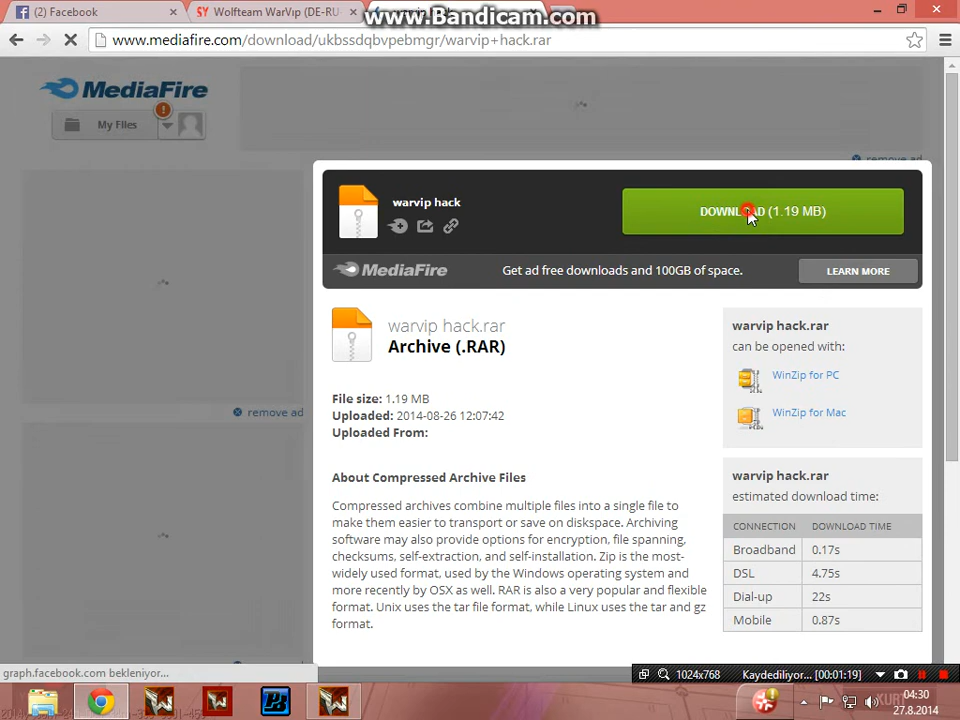 (2) Facebook
Wolfteam WarVip (DE-RU-
www.Bandicam.com
www.mediafire.com/download/ukbssdqbvpebmgr/warvip+hack.rar
MediaFire
My Files
remove ad
warvip hack
DOWNLOAD (1.19 MB)
MediaFire
Get ad free downloads and 100GB of space.
LEARN MORE
warvip hack.rar
Archive (.RAR)
File size: 1.19 MB
Uploaded: 2014-08-26 12:07:42
Uploaded From:
About Compressed Archive Files
Compressed archives combine multiple files into a single file to
make them easier to transport or save on diskspace. Archiving
software may also provide options for encryption, file spanning,
checksums, self-extraction, and self-installation. Zip is the most-
widely used format, used by the Windows operating system and
more recently by OSX as well. RAR is also a very popular and flexible
format. Unix uses the tar file format, while Linux uses the tar and gz
format.
warvip hack.rar
can be opened with:
WinZip for PC
WinZip for Mac
warvip hack.rar
estimated download time:
CONNECTION DOWNLOAD TIME
Broadband 0.17s
DSL 4.75s
Dial-up 22s
Mobile 0.87s
remove ad
graph.facebook.com bekleniyor...
1024x768 Kaydediliyor... [00:01:19]
04:30
27.8.2014